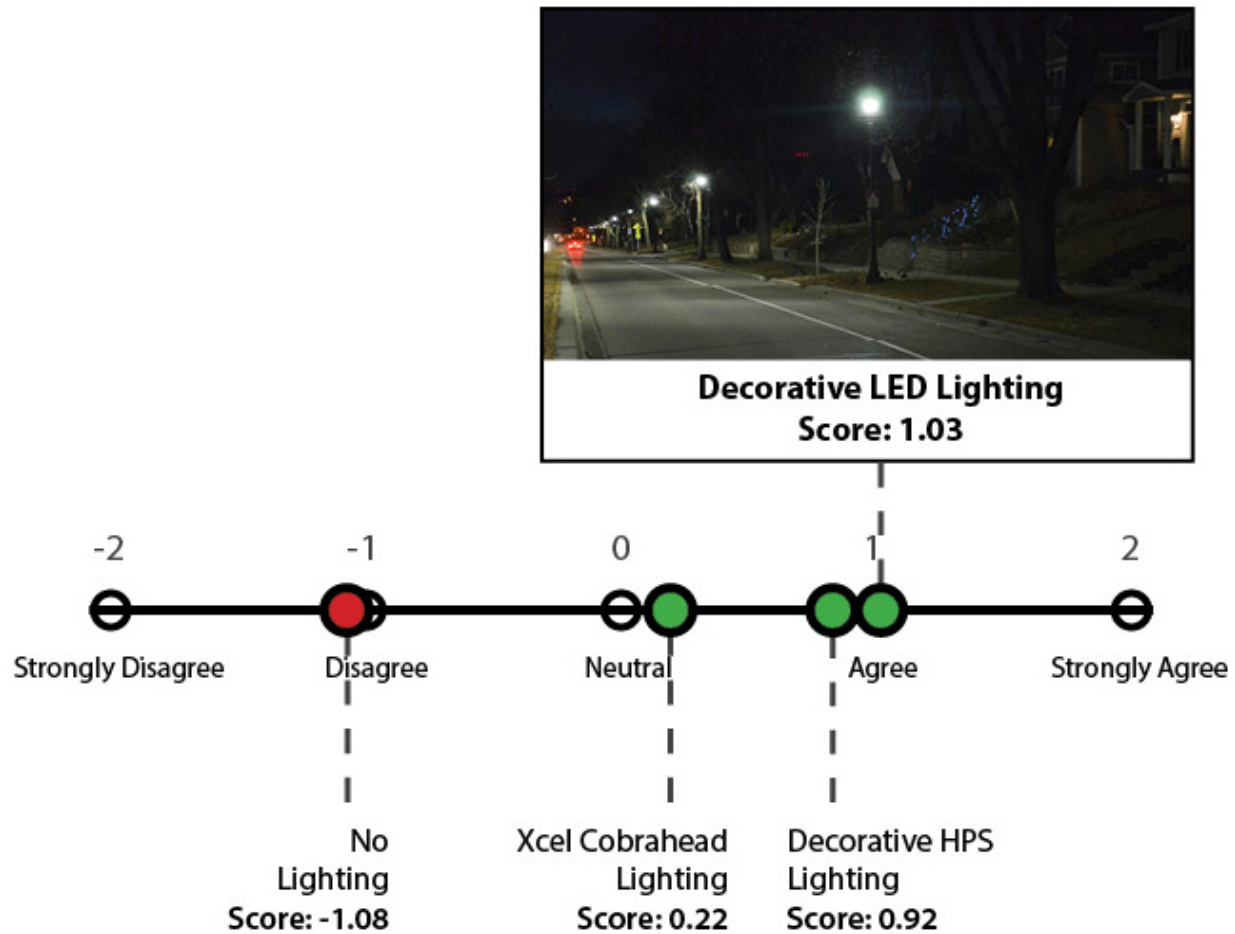 Decorative LED Lighting
Score: 1.03
-2
-1
0
1
2
Strongly Disagree
Disagree
Neutral
Agree
Strongly Agree
No
Lighting
Score: -1.08
Xcel Cobrahead
Lighting
Score: 0.22
Decorative HPS
Lighting
Score: 0.92